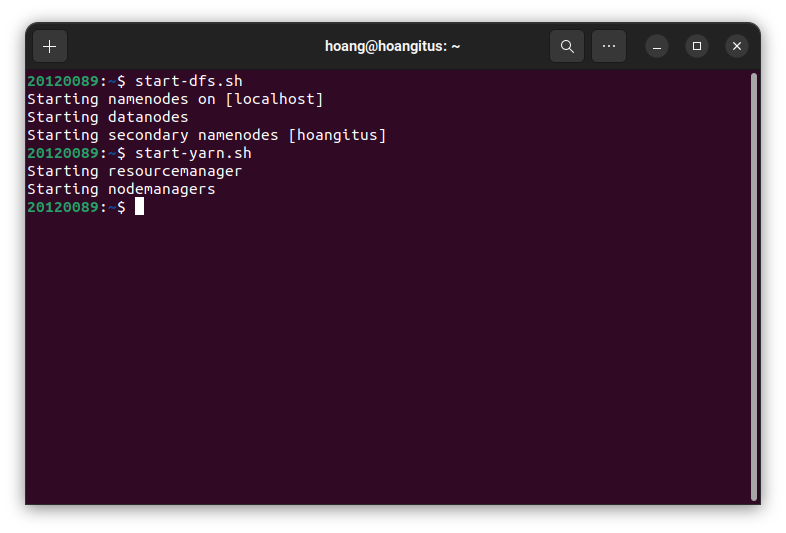 hoang@hoangitus: ~
20120089:~$ start-dfs.sh
Starting namenodes on [localhost]
Starting datanodes
Starting secondary namenodes [hoangitus]
20120089:~$ start-yarn.sh
Starting resourcemanager
Starting nodemanagers
20120089:~$